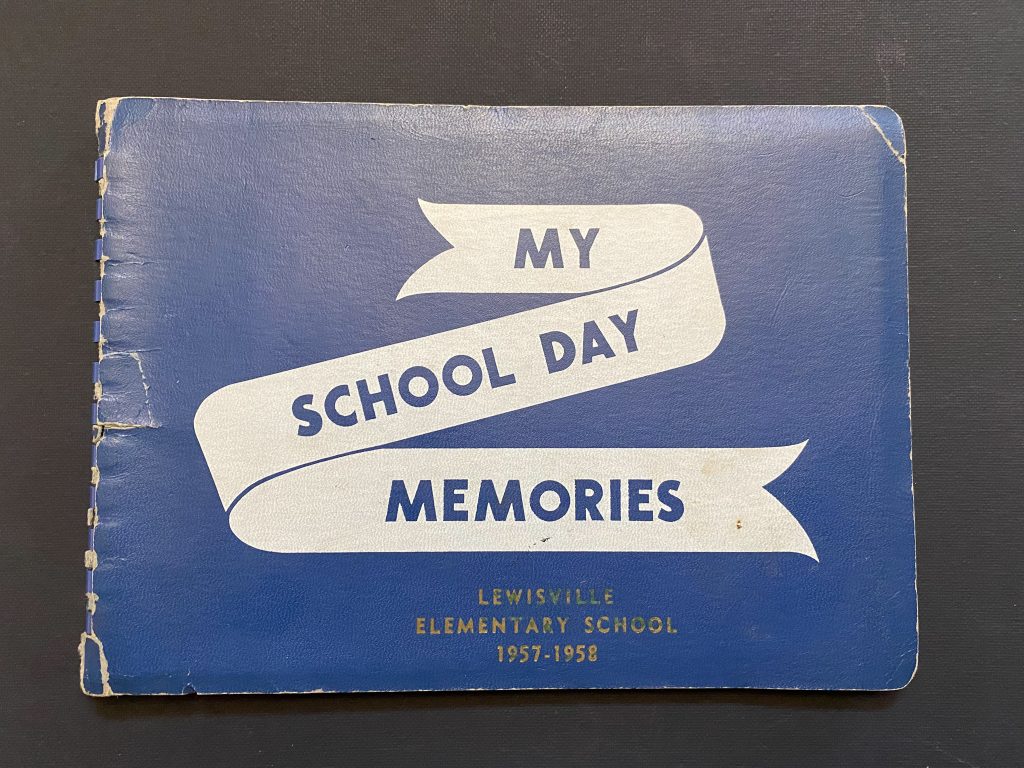 MY
SCHOOL DAY
MEMORIES
LEWISVILLE
ELEMENTARY SCHOOL
1957-1958